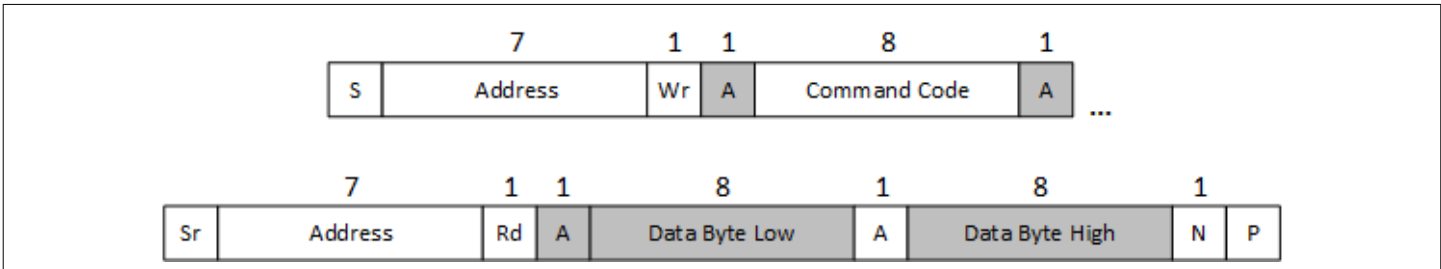 7 1 1 8 1
S Address Wr A Command Code A ...
7 1 1 8 1 8 1
Sr Address Rd A Data Byte Low A Data Byte High N P